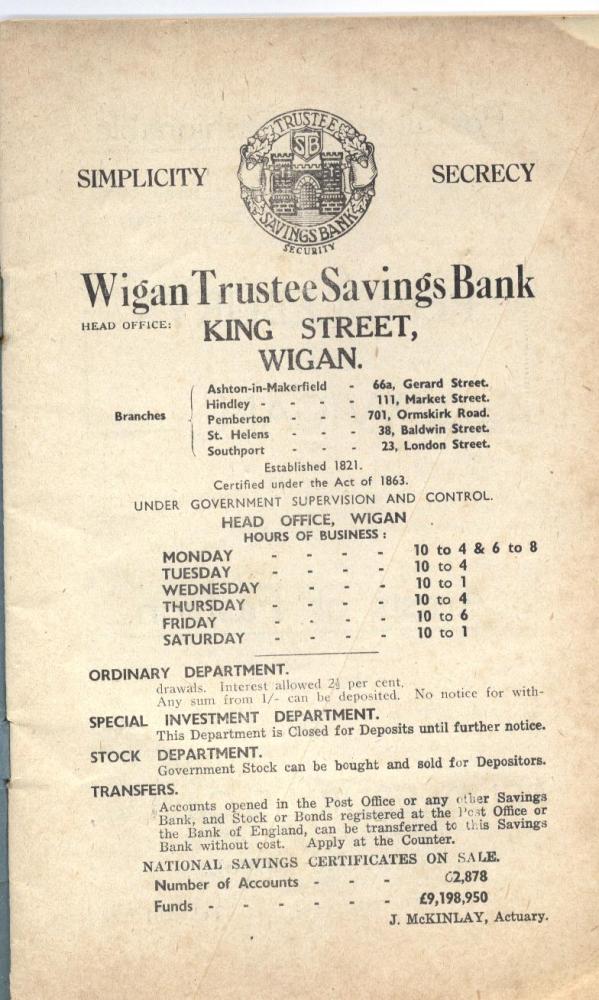 TRUSTEE
SB
SAVINGS BANK
SECURITY
SIMPLICITY SECRECY
Wigan Trustee Savings Bank
HEAD OFFICE: KING STREET,
WIGAN.
Branches
Ashton-in-Makerfield - 66a, Gerard Street.
Hindley - - - - 111, Market Street.
Pemberton - - - 701, Ormskirk Road.
St. Helens - - - 38, Baldwin Street.
Southport - - - 23, London Street.
Established 1821.
Certified under the Act of 1863.
UNDER GOVERNMENT SUPERVISION AND CONTROL.
HEAD OFFICE, WIGAN
HOURS OF BUSINESS :
MONDAY - - - - 10 to 4 & 6 to 8
TUESDAY - - - - 10 to 4
WEDNESDAY - - - 10 to 1
THURSDAY - - - - 10 to 4
FRIDAY - - - - 10 to 6
SATURDAY - - - - 10 to 1
ORDINARY DEPARTMENT.
drawals. Interest allowed 2½ per cent.
Any sum from 1/- can be deposited. No notice for with-
SPECIAL INVESTMENT DEPARTMENT.
This Department is Closed for Deposits until further notice.
STOCK DEPARTMENT.
Government Stock can be bought and sold for Depositors.
TRANSFERS.
Accounts opened in the Post Office or any other Savings
Bank, and Stock or Bonds registered at the Post Office or
the Bank of England, can be transferred to this Savings
Bank without cost. Apply at the Counter.
NATIONAL SAVINGS CERTIFICATES ON SALE.
Number of Accounts - - - 62,878
Funds - - - - - - £9,198,950
J. McKINLAY, Actuary.